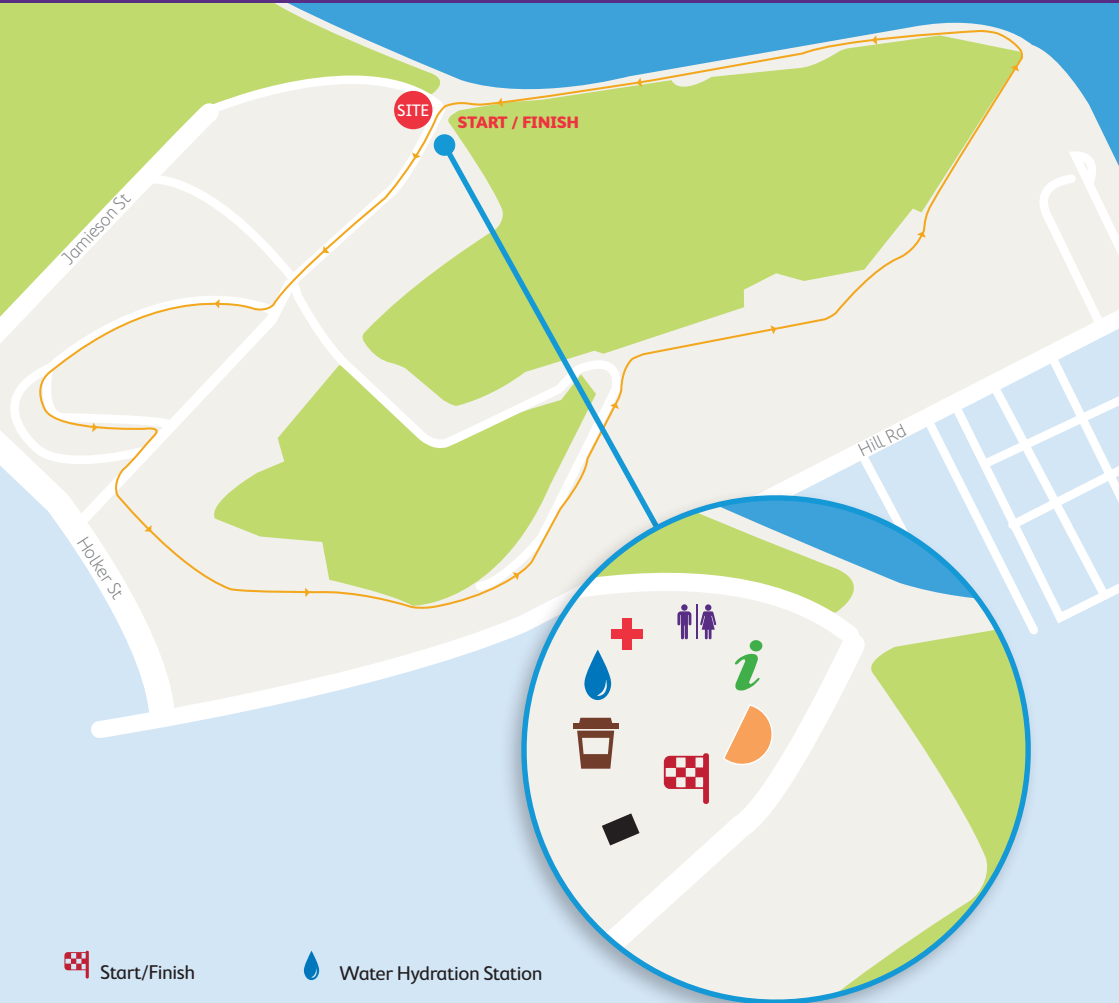 SITE
START / FINISH
Jamieson St
Hill Rd
Holker St
i
Start/Finish
Water Hydration Station